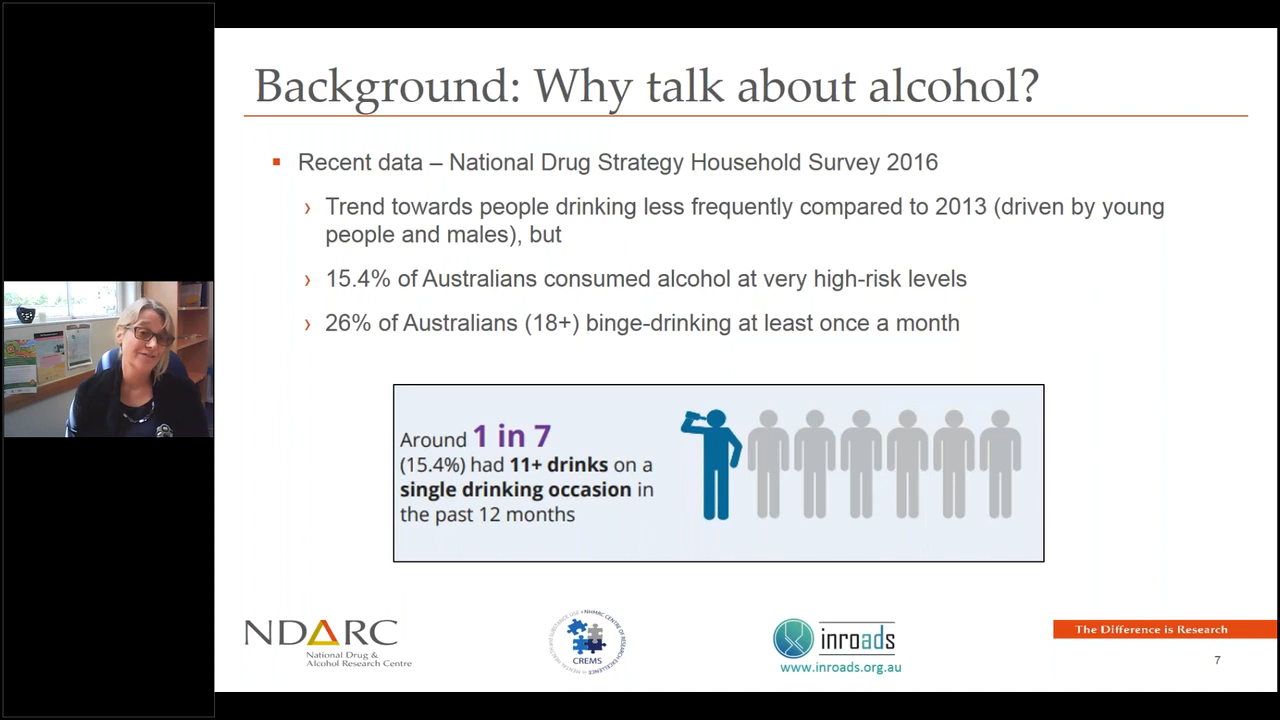 Background: Why talk about alcohol?
Recent data – National Drug Strategy Household Survey 2016
Trend towards people drinking less frequently compared to 2013 (driven by young
people and males), but
15.4% of Australians consumed alcohol at very high-risk levels
26% of Australians (18+) binge-drinking at least once a month
Around 1 in 7
(15.4%) had 11+ drinks on a
single drinking occasion in
the past 12 months
NDARC
National Drug &
Alcohol Research Centre
CREMS
inroads
www.inroads.org.au
The Difference is Research
7